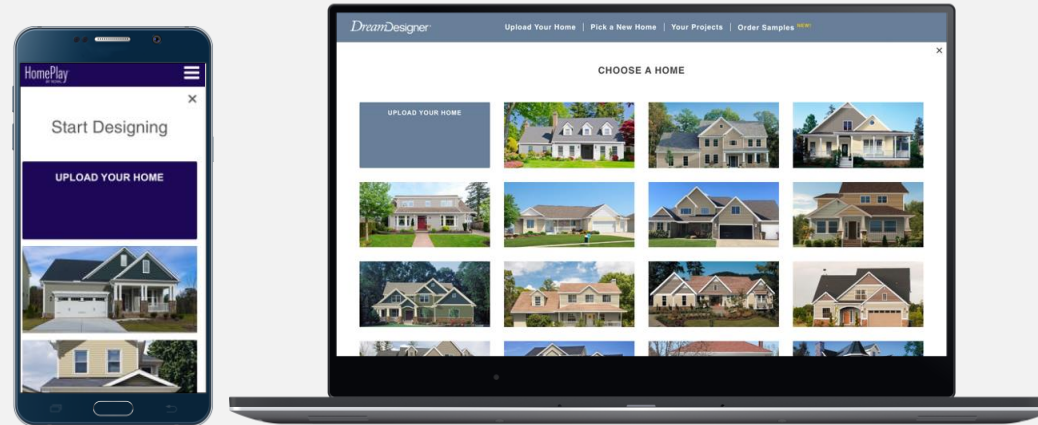 HomePlay
Start Designing
UPLOAD YOUR HOME
DreamDesigner
Upload Your Home | Pick a New Home | Your Projects | Order Samples NEW!
CHOOSE A HOME
UPLOAD YOUR HOME